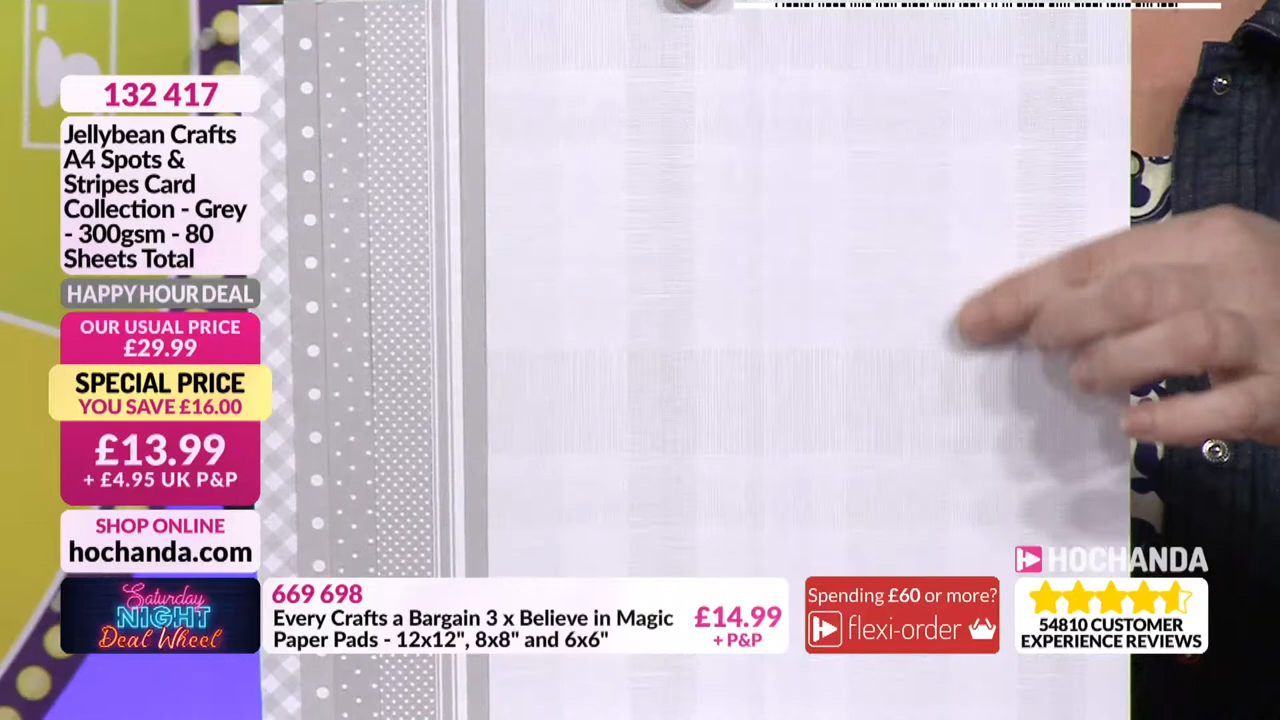 132 417
Jellybean Crafts
A4 Spots &
Stripes Card
Collection - Grey
- 300gsm - 80
Sheets Total
HAPPY HOUR DEAL
OUR USUAL PRICE
£29.99
SPECIAL PRICE
YOU SAVE £16.00
£13.99
+ £4.95 UK P&P
SHOP ONLINE
hochanda.com
Saturday
NIGHT
Deal Wheel
669 698
Every Crafts a Bargain 3 x Believe in Magic
Paper Pads - 12x12", 8x8" and 6x6"
£14.99
+ P&P
Spending £60 or more?
flexi-order
HOCHANDA
54810 CUSTOMER
EXPERIENCE REVIEWS